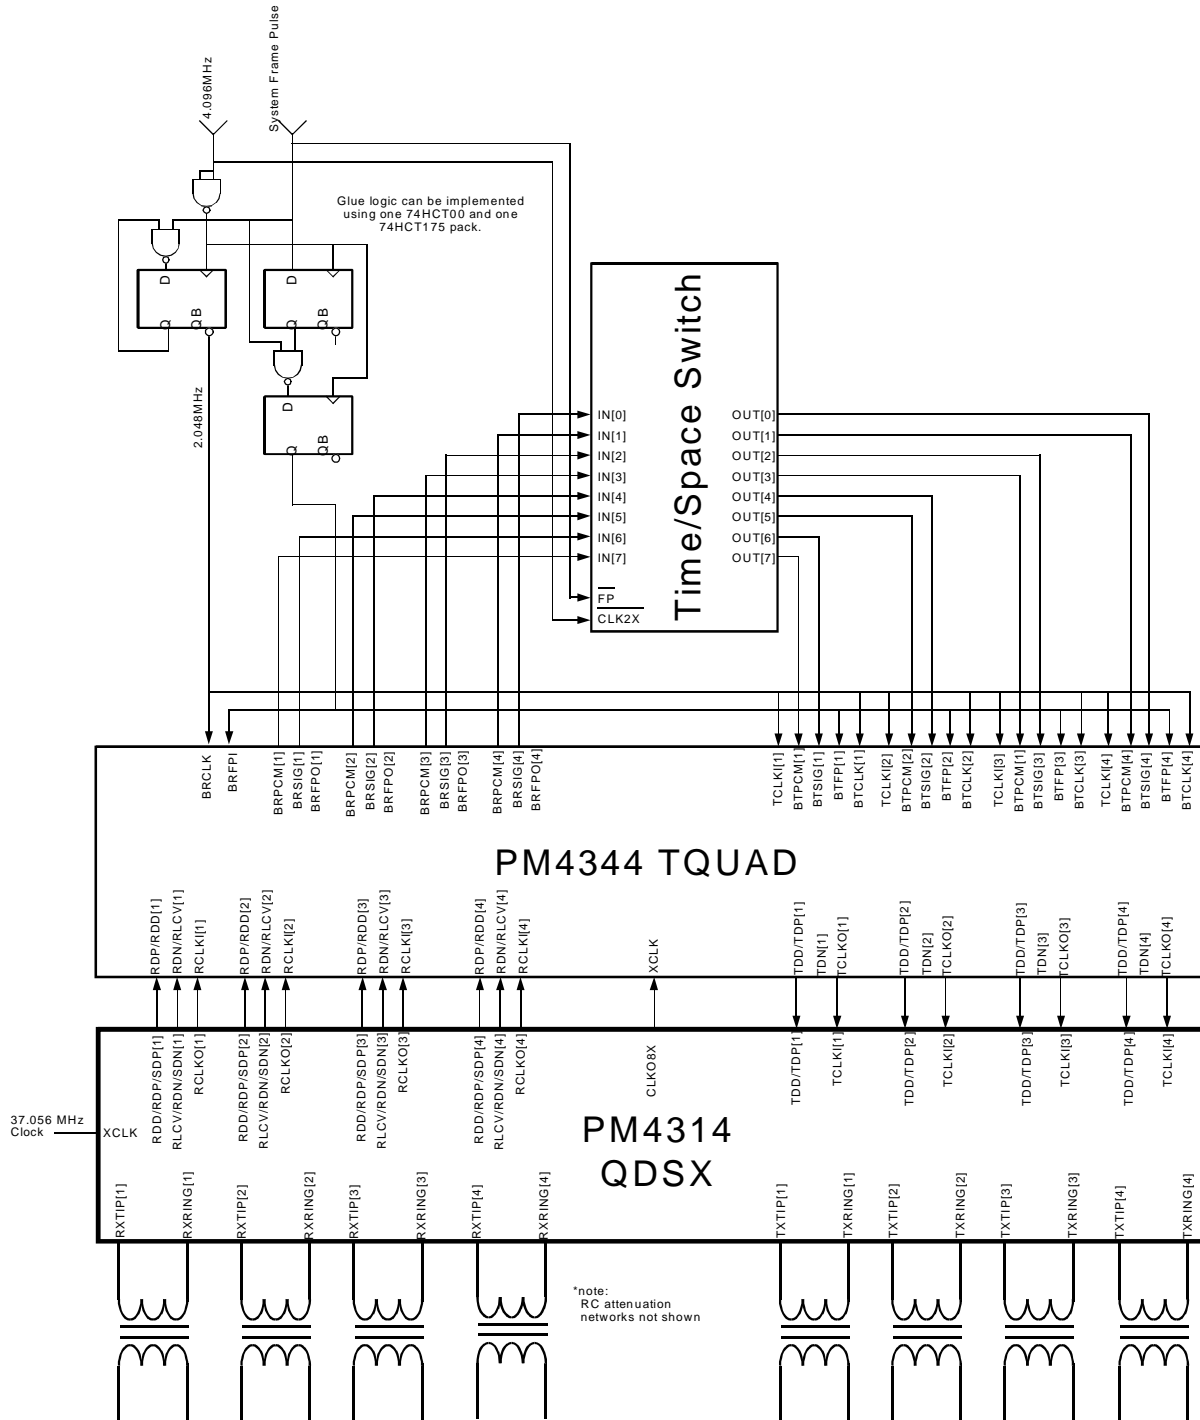 4.096MHz
System Frame Pulse
Glue logic can be implemented
using one 74HCT00 and one
74HCT175 pack.
D
Q
QB
D
Q
QB
D
Q
QB
2.048MHz
Time/Space Switch
IN[0]
IN[1]
IN[2]
IN[3]
IN[4]
IN[5]
IN[6]
IN[7]
FP
CLK2X
OUT[0]
OUT[1]
OUT[2]
OUT[3]
OUT[4]
OUT[5]
OUT[6]
OUT[7]
BRCLK
BRFPI
BRPCM[1]
BRSIG[1]
BRFPO[1]
BRPCM[2]
BRSIG[2]
BRFPO[2]
BRPCM[3]
BRSIG[3]
BRFPO[3]
BRPCM[4]
BRSIG[4]
BRFPO[4]
TCLKI[1]
BTPCM[1]
BTSIG[1]
BTFP[1]
BTCLK[1]
TCLKI[2]
BTPCM[2]
BTSIG[2]
BTFP[2]
BTCLK[2]
TCLKI[3]
BTPCM[1]
BTSIG[3]
BTFP[3]
BTCLK[3]
TCLKI[4]
BTPCM[4]
BTSIG[4]
BTFP[4]
BTCLK[4]
PM4344 TQUAD
RDP/RDD[1]
RDN/RLCV[1]
RCLKI[1]
RDP/RDD[2]
RDN/RLCV[2]
RCLKI[2]
RDP/RDD[3]
RDN/RLCV[3]
RCLKI[3]
RDP/RDD[4]
RDN/RLCV[4]
RCLKI[4]
XCLK
TDD/TDP[1]
TDN[1]
TCLKO[1]
TDD/TDP[2]
TDN[2]
TCLKO[2]
TDD/TDP[3]
TDN[3]
TCLKO[3]
TDD/TDP[4]
TDN[4]
TCLKO[4]
RDD/RDP/SDP[1]
RLCV/RDN/SDN[1]
RCLKO[1]
RDD/RDP/SDP[2]
RLCV/RDN/SDN[2]
RCLKO[2]
RDD/RDP/SDP[3]
RLCV/RDN/SDN[3]
RCLKO[3]
RDD/RDP/SDP[4]
RLCV/RDN/SDN[4]
RCLKO[4]
CLKO8X
TDD/TDP[1]
TCLKI[1]
TDD/TDP[2]
TCLKI[2]
TDD/TDP[3]
TCLKI[3]
TDD/TDP[4]
TCLKI[4]
37.056 MHz
Clock
XCLK
PM4314
QDSX
RXTIP[1]
RXRING[1]
RXTIP[2]
RXRING[2]
RXTIP[3]
RXRING[3]
RXTIP[4]
RXRING[4]
TXTIP[1]
TXRING[1]
TXTIP[2]
TXRING[2]
TXTIP[3]
TXRING[3]
TXTIP[4]
TXRING[4]
*note:
RC attenuation
networks not shown